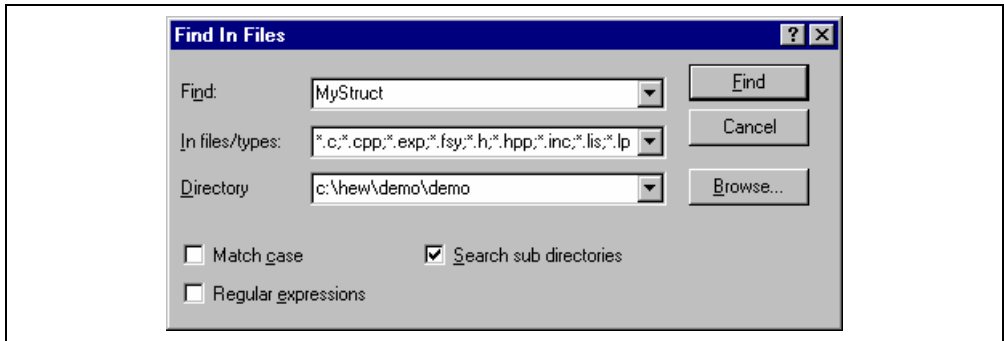 Find In Files
Find:
MyStruct
Find
In files/types:
*.c;*.cpp;*.exp;*.fsy;*.h;*.hpp;*.inc;*.lis;*.lp
Cancel
Directory
c:\hew\demo\demo
Browse...
Match case
Search sub directories
Regular expressions